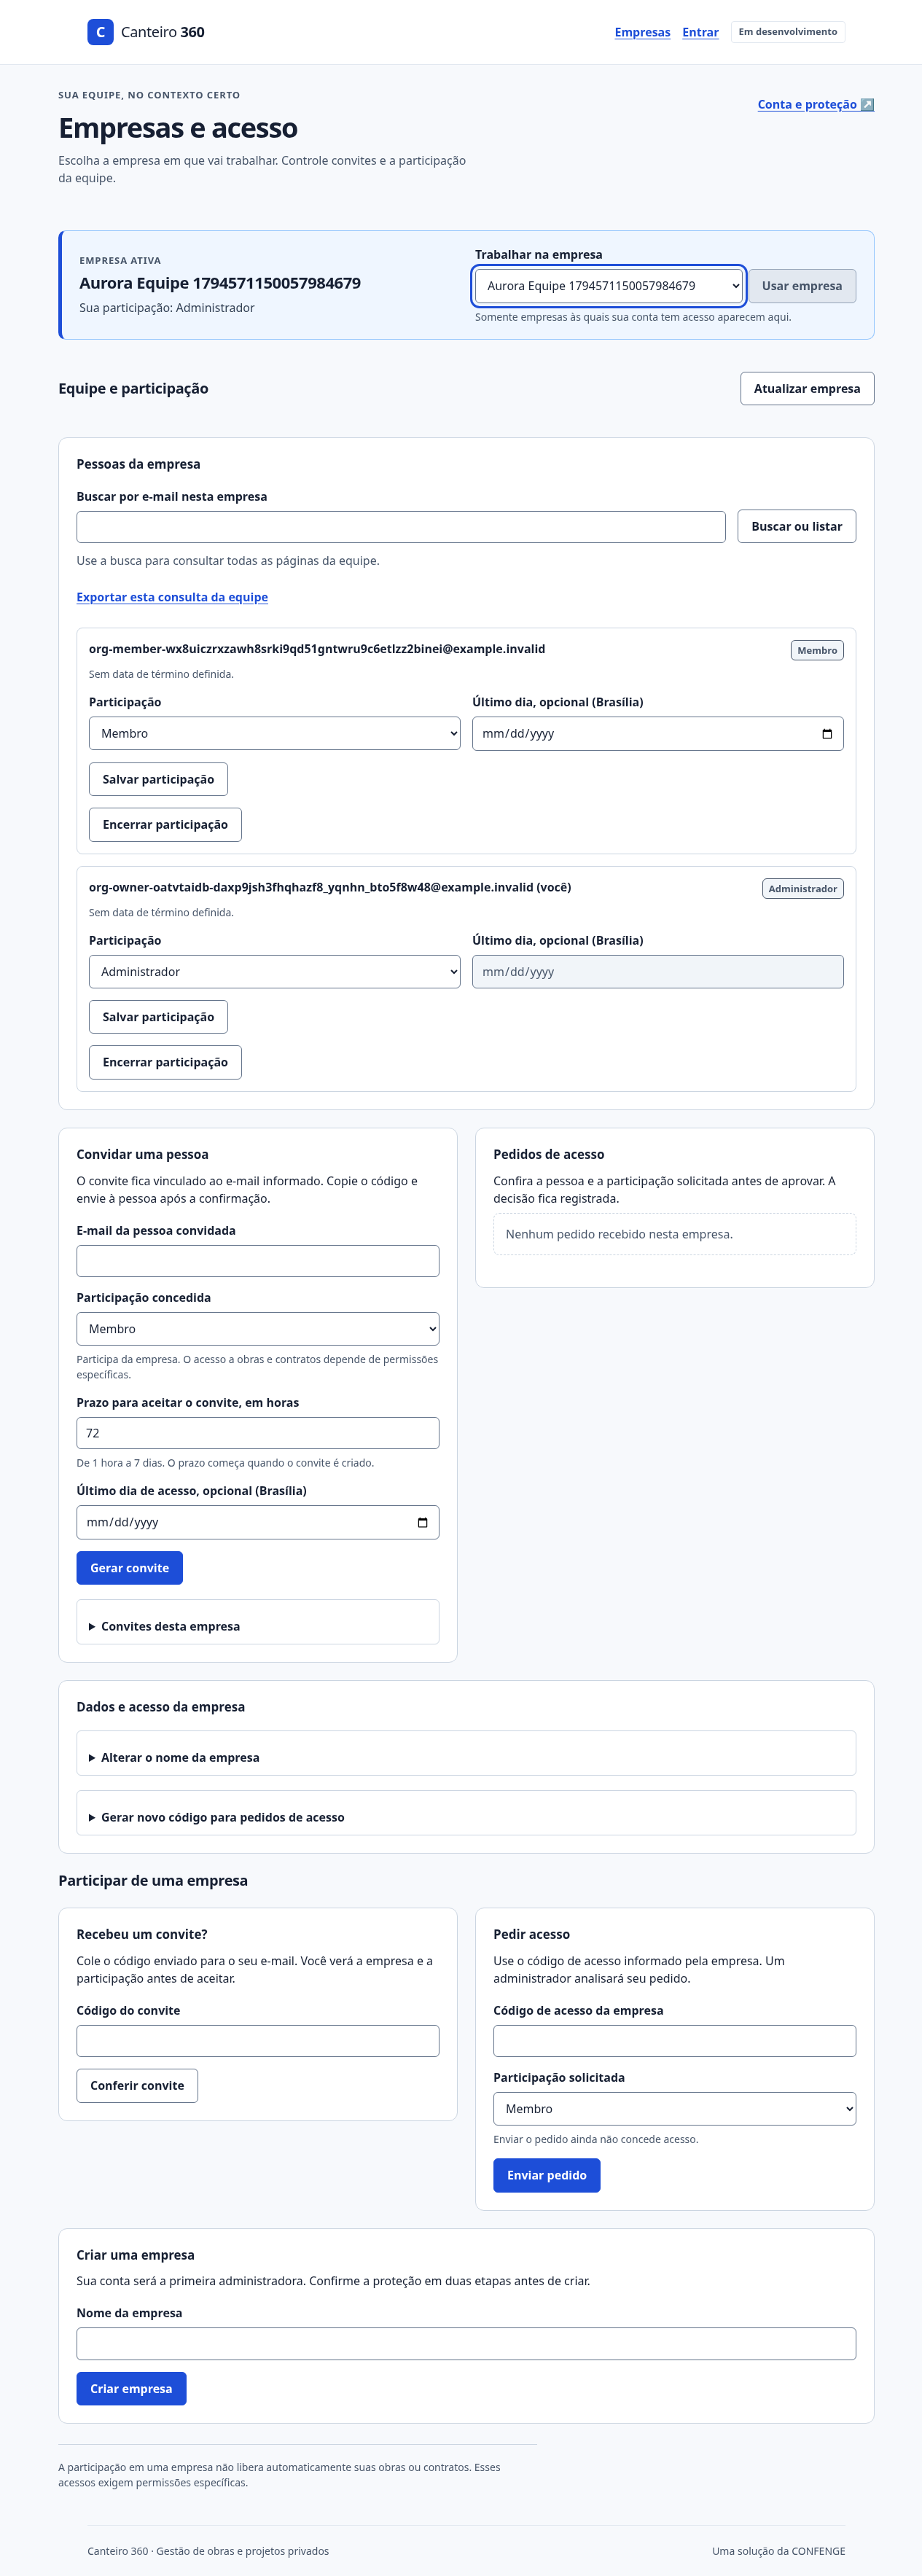 C Canteiro 360
Empresas Entrar Em desenvolvimento
SUA EQUIPE, NO CONTEXTO CERTO
Empresas e acesso
Conta e proteção ↗
Escolha a empresa em que vai trabalhar. Controle convites e a participação
da equipe.
EMPRESA ATIVA
Aurora Equipe 1794571150057984679
Sua participação: Administrador
Trabalhar na empresa
Aurora Equipe 1794571150057984679
Usar empresa
Somente empresas às quais sua conta tem acesso aparecem aqui.
Equipe e participação
Atualizar empresa
Pessoas da empresa
Buscar por e-mail nesta empresa
Buscar ou listar
Use a busca para consultar todas as páginas da equipe.
Exportar esta consulta da equipe
org-member-wx8uiczrxzawh8srki9qd51gntwru9c6etlzz2binei@example.invalid
Membro
Sem data de término definida.
Participação
Último dia, opcional (Brasília)
Membro
mm/dd/yyyy
Salvar participação
Encerrar participação
org-owner-oatvtaidb-daxp9jsh3fhqhazf8_yqnhn_bto5f8w48@example.invalid (você)
Administrador
Sem data de término definida.
Participação
Último dia, opcional (Brasília)
Administrador
mm/dd/yyyy
Salvar participação
Encerrar participação
Convidar uma pessoa
O convite fica vinculado ao e-mail informado. Copie o código e
envie à pessoa após a confirmação.
E-mail da pessoa convidada
Participação concedida
Membro
Participa da empresa. O acesso a obras e contratos depende de permissões
específicas.
Prazo para aceitar o convite, em horas
72
De 1 hora a 7 dias. O prazo começa quando o convite é criado.
Último dia de acesso, opcional (Brasília)
mm/dd/yyyy
Gerar convite
Convites desta empresa
Pedidos de acesso
Confira a pessoa e a participação solicitada antes de aprovar. A
decisão fica registrada.
Nenhum pedido recebido nesta empresa.
Dados e acesso da empresa
Alterar o nome da empresa
Gerar novo código para pedidos de acesso
Participar de uma empresa
Recebeu um convite?
Cole o código enviado para o seu e-mail. Você verá a empresa e a
participação antes de aceitar.
Código do convite
Conferir convite
Pedir acesso
Use o código de acesso informado pela empresa. Um
administrador analisará seu pedido.
Código de acesso da empresa
Participação solicitada
Membro
Enviar o pedido ainda não concede acesso.
Enviar pedido
Criar uma empresa
Sua conta será a primeira administradora. Confirme a proteção em duas etapas antes de criar.
Nome da empresa
Criar empresa
A participação em uma empresa não libera automaticamente suas obras ou contratos. Esses
acessos exigem permissões específicas.
Canteiro 360 · Gestão de obras e projetos privados
Uma solução da CONFENGE